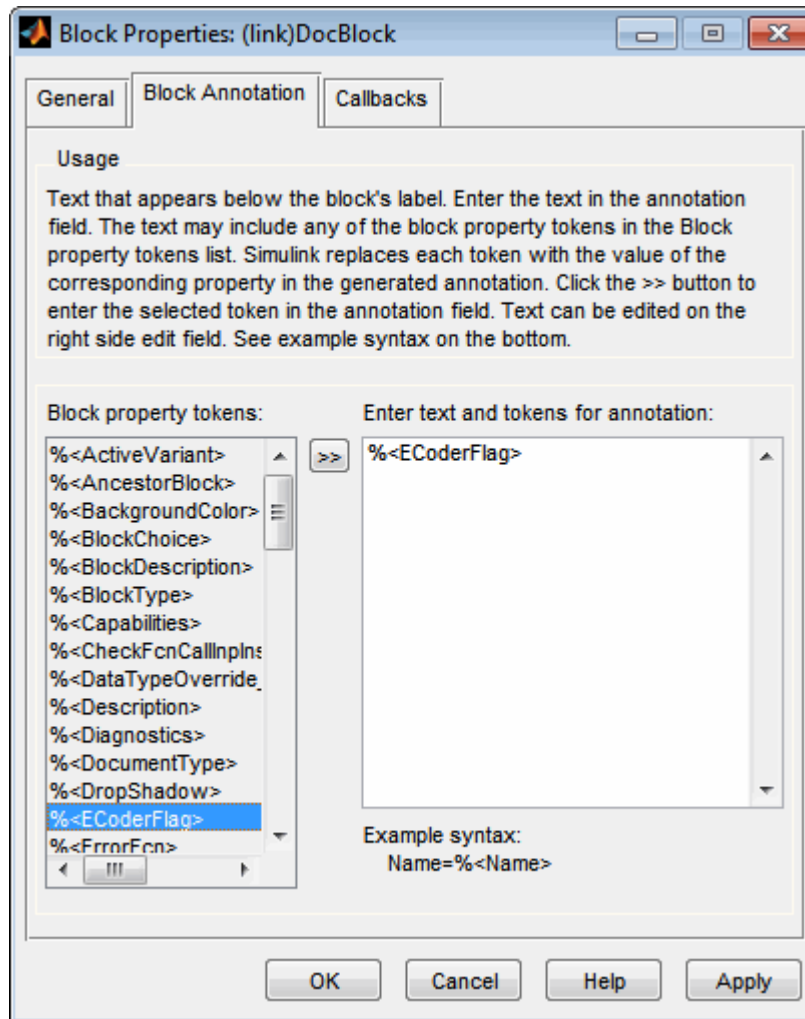 Block Properties: (link)DocBlock
General
Block Annotation
Callbacks
Usage
Text that appears below the block's label. Enter the text in the annotation
field. The text may include any of the block property tokens in the Block
property tokens list. Simulink replaces each token with the value of the
corresponding property in the generated annotation. Click the >> button to
enter the selected token in the annotation field. Text can be edited on the
right side edit field. See example syntax on the bottom.
Block property tokens:
%<ActiveVariant>
%<AncestorBlock>
%<BackgroundColor>
%<BlockChoice>
%<BlockDescription>
%<BlockType>
%<Capabilities>
%<CheckFcnCallInpIns
%<DataTypeOverride_
%<Description>
%<Diagnostics>
%<DocumentType>
%<DropShadow>
%<ECoderFlag>
%<ErrorFcn>
>>
Enter text and tokens for annotation:
%<ECoderFlag>
Example syntax:
Name=%<Name>
OK
Cancel
Help
Apply